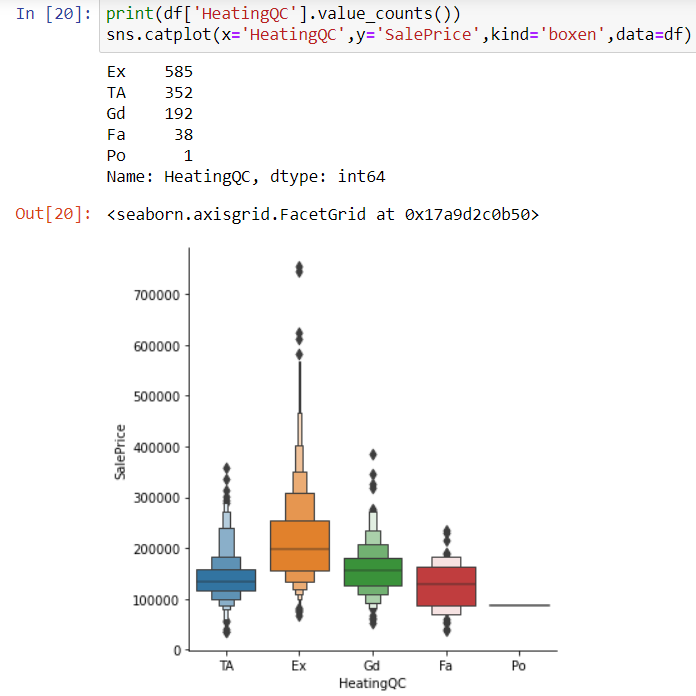 In [20]: print(df['HeatingQC'].value_counts())
sns.catplot(x='HeatingQC',y='SalePrice',kind='boxen',data=df)
Ex    585
TA    352
Gd    192
Fa     38
Po      1
Name: HeatingQC, dtype: int64
Out[20]: <seaborn.axisgrid.FacetGrid at 0x17a9d2c0b50>
700000
600000
500000
400000
300000
200000
100000
0
SalePrice
TA Ex Gd Fa Po
HeatingQC